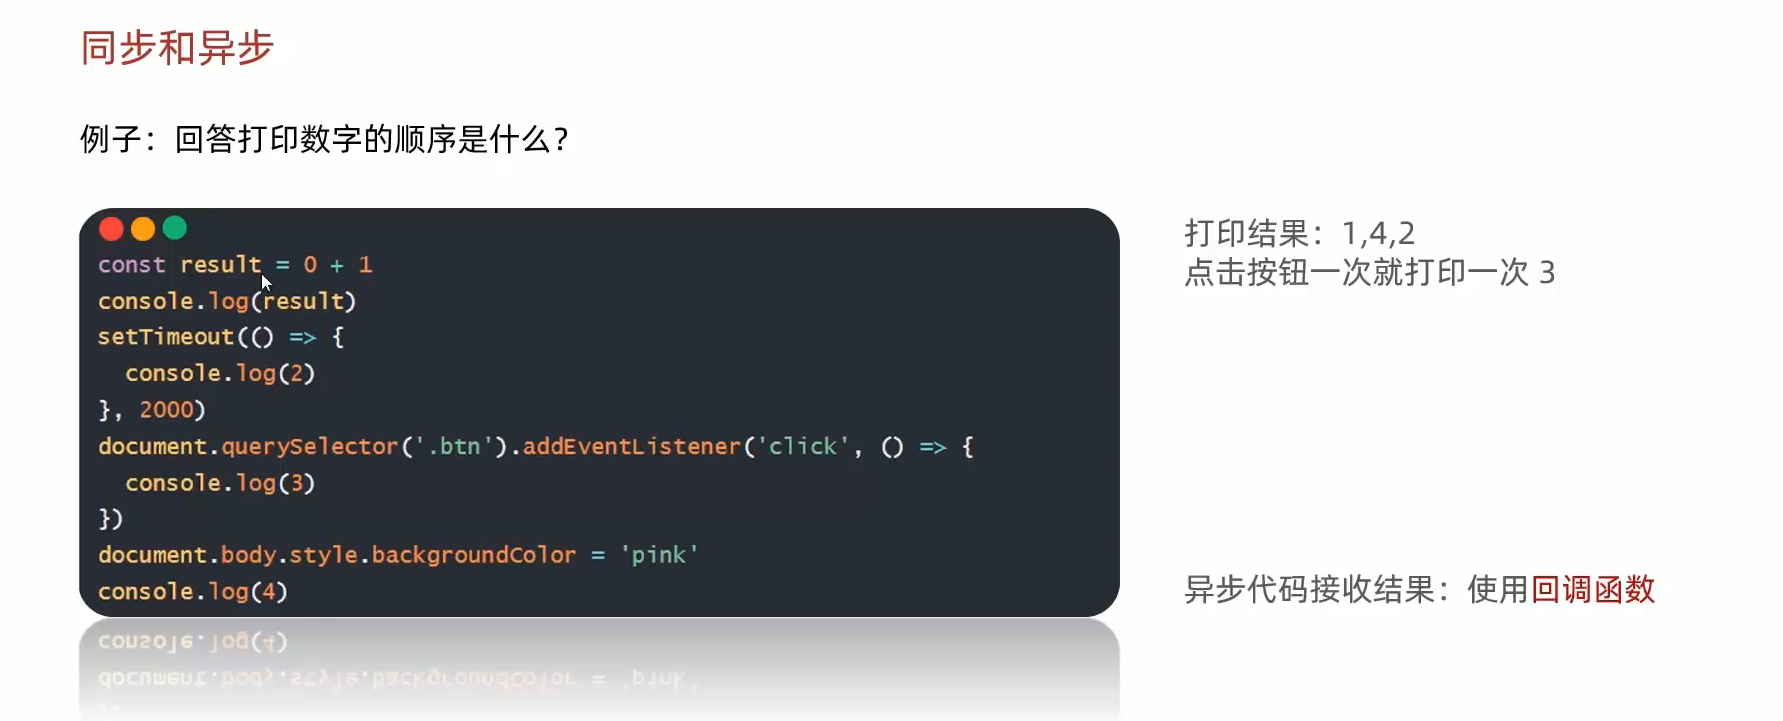 同步和异步
例子：回答打印数字的顺序是什么？
const result = 0 + 1
console.log(result)
setTimeout(() => {
  console.log(2)
}, 2000)
document.querySelector('.btn').addEventListener('click', () => {
  console.log(3)
})
document.body.style.backgroundColor = 'pink'
console.log(4)
打印结果：1,4,2
点击按钮一次就打印一次 3
异步代码接收结果：使用回调函数